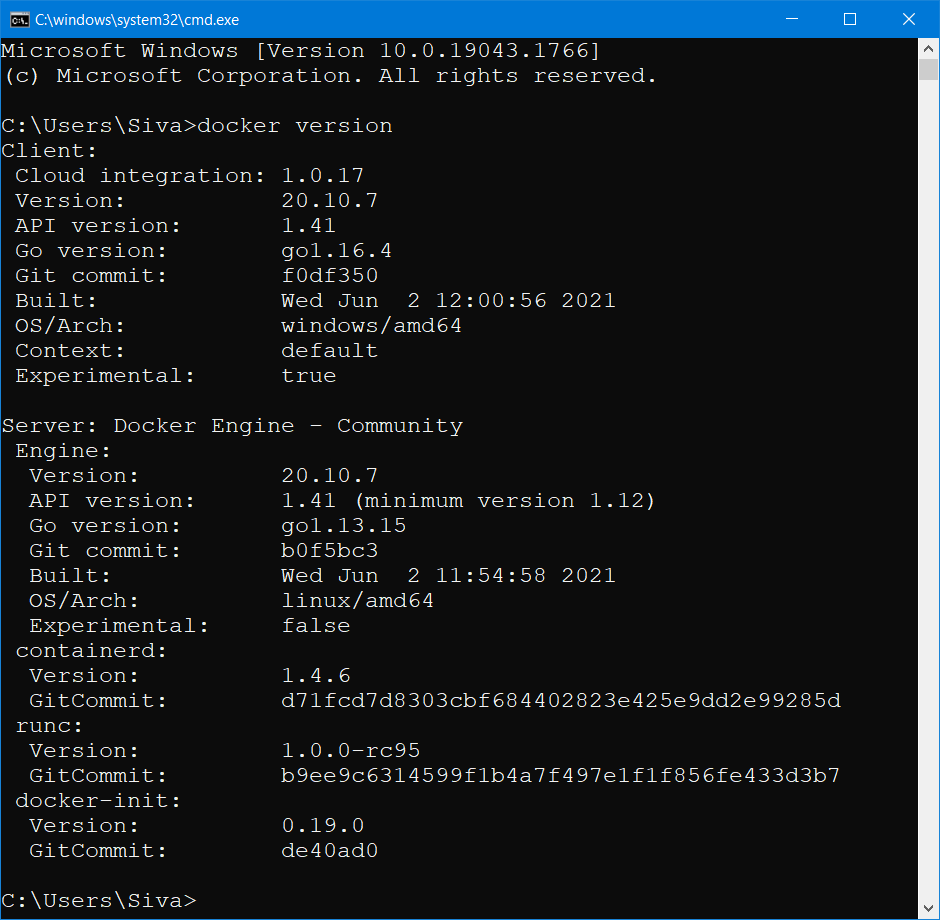 C:\windows\system32\cmd.exe
Microsoft Windows [Version 10.0.19043.1766]
(c) Microsoft Corporation. All rights reserved.

C:\Users\Siva>docker version
Client:
 Cloud integration: 1.0.17
 Version:           20.10.7
 API version:       1.41
 Go version:        go1.16.4
 Git commit:        f0df350
 Built:             Wed Jun  2 12:00:56 2021
 OS/Arch:           windows/amd64
 Context:           default
 Experimental:      true

Server: Docker Engine - Community
 Engine:
  Version:          20.10.7
  API version:      1.41 (minimum version 1.12)
  Go version:       go1.13.15
  Git commit:       b0f5bc3
  Built:            Wed Jun  2 11:54:58 2021
  OS/Arch:          linux/amd64
  Experimental:     false
 containerd:
  Version:          1.4.6
  GitCommit:        d71fcd7d8303cbf684402823e425e9dd2e99285d
 runc:
  Version:          1.0.0-rc95
  GitCommit:        b9ee9c6314599f1b4a7f497e1f1f856fe433d3b7
 docker-init:
  Version:          0.19.0
  GitCommit:        de40ad0

C:\Users\Siva>